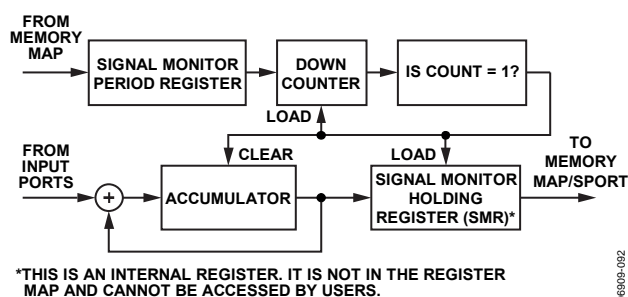 FROM
MEMORY
MAP
SIGNAL MONITOR
PERIOD REGISTER
DOWN
COUNTER
IS COUNT = 1?
LOAD
FROM
INPUT
PORTS
+
CLEAR
ACCUMULATOR
LOAD
SIGNAL MONITOR
HOLDING
REGISTER (SMR)*
TO
MEMORY
MAP/SPORT
*THIS IS AN INTERNAL REGISTER. IT IS NOT IN THE REGISTER
MAP AND CANNOT BE ACCESSED BY USERS.
6909-092